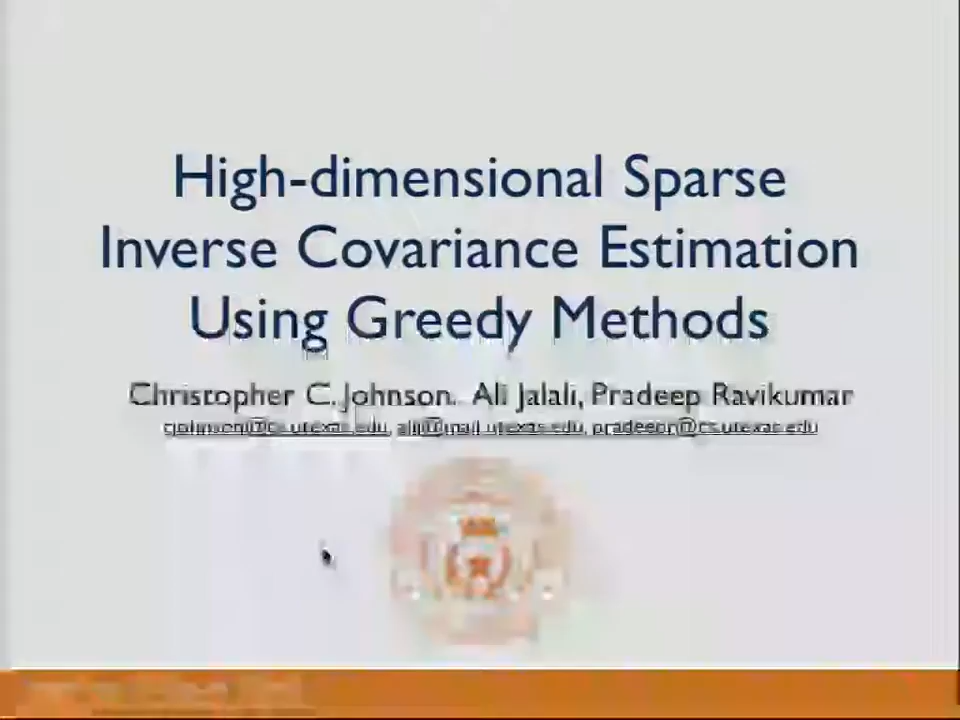 High-dimensional Sparse
Inverse Covariance Estimation
Using Greedy Methods
Christopher C. Johnson, Ali Jalali, Pradeep Ravikumar